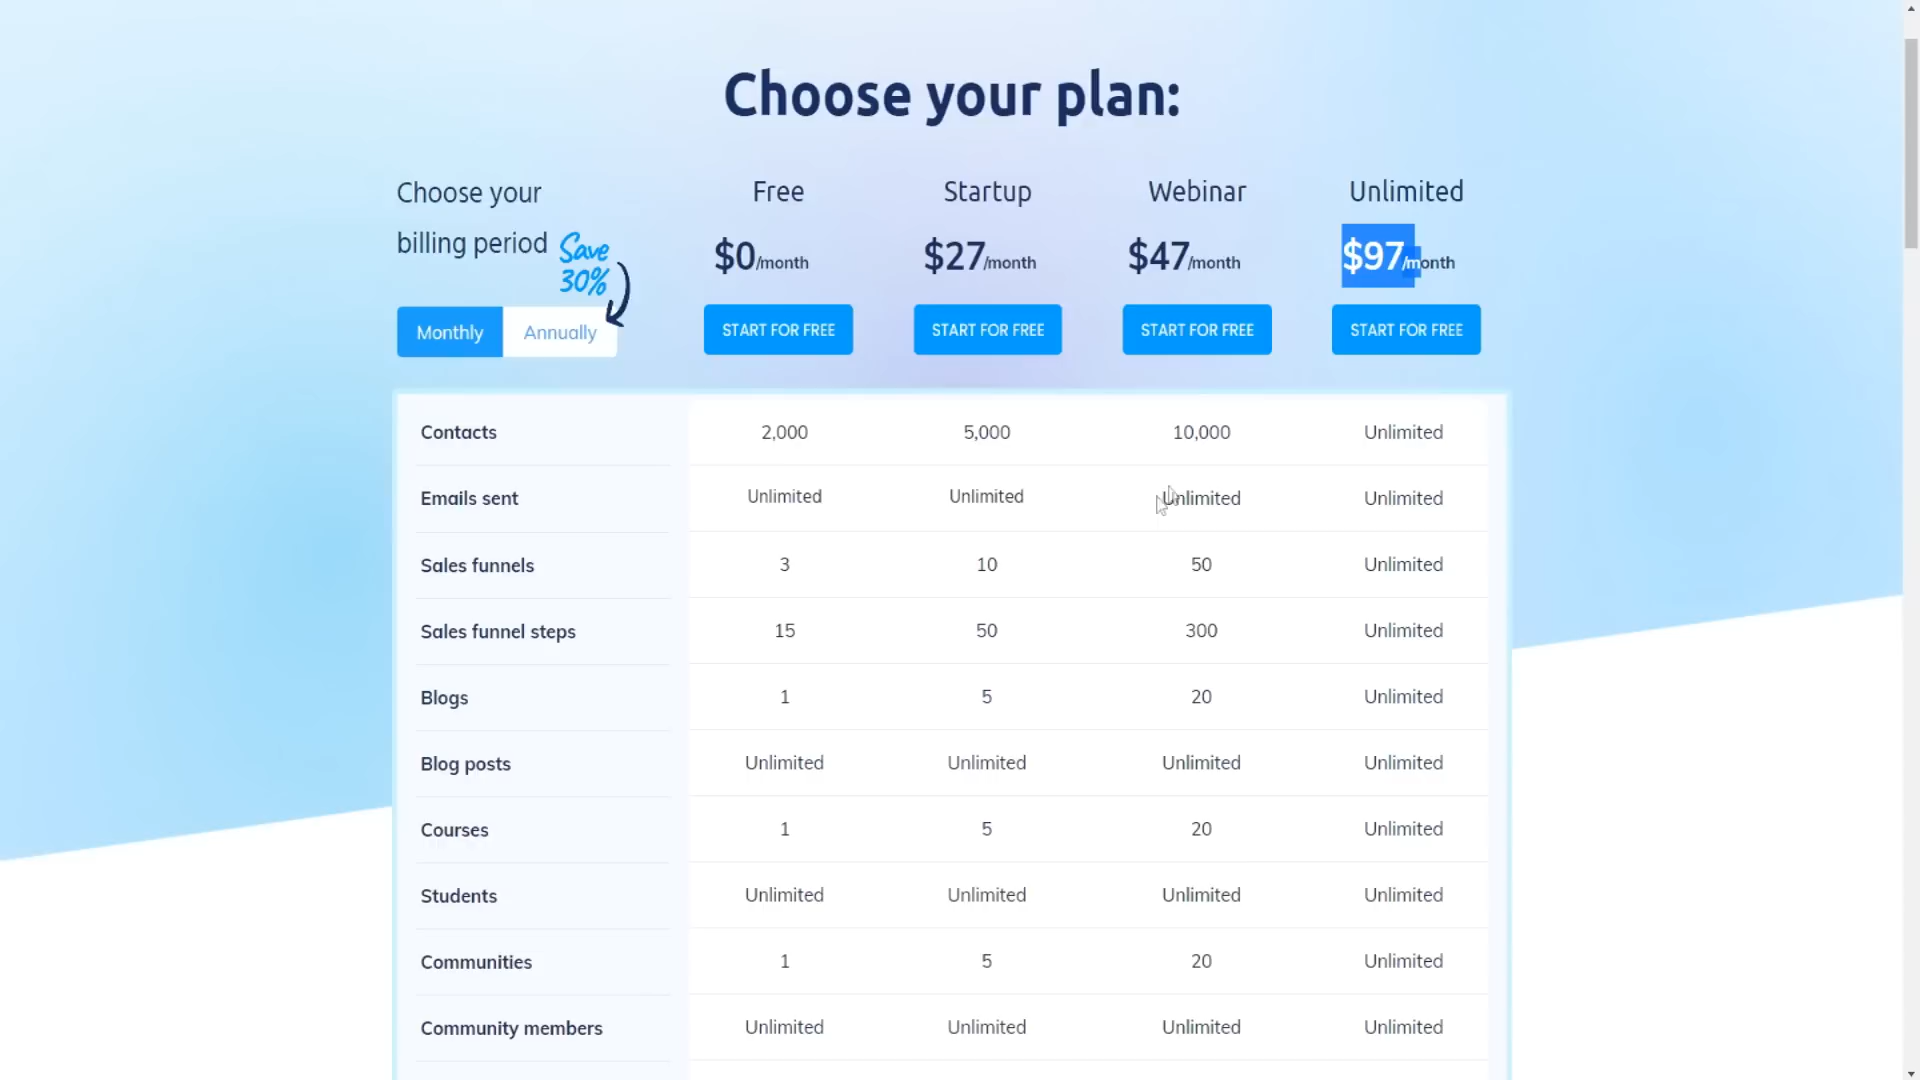 Choose your plan:
Choose your
billing period
Save
30%
Monthly Annually
Free Startup Webinar Unlimited
$0/month $27/month $47/month $97/month
START FOR FREE START FOR FREE START FOR FREE START FOR FREE
Contacts 2,000 5,000 10,000 Unlimited
Emails sent Unlimited Unlimited Unlimited Unlimited
Sales funnels 3 10 50 Unlimited
Sales funnel steps 15 50 300 Unlimited
Blogs 1 5 20 Unlimited
Blog posts Unlimited Unlimited Unlimited Unlimited
Courses 1 5 20 Unlimited
Students Unlimited Unlimited Unlimited Unlimited
Communities 1 5 20 Unlimited
Community members Unlimited Unlimited Unlimited Unlimited